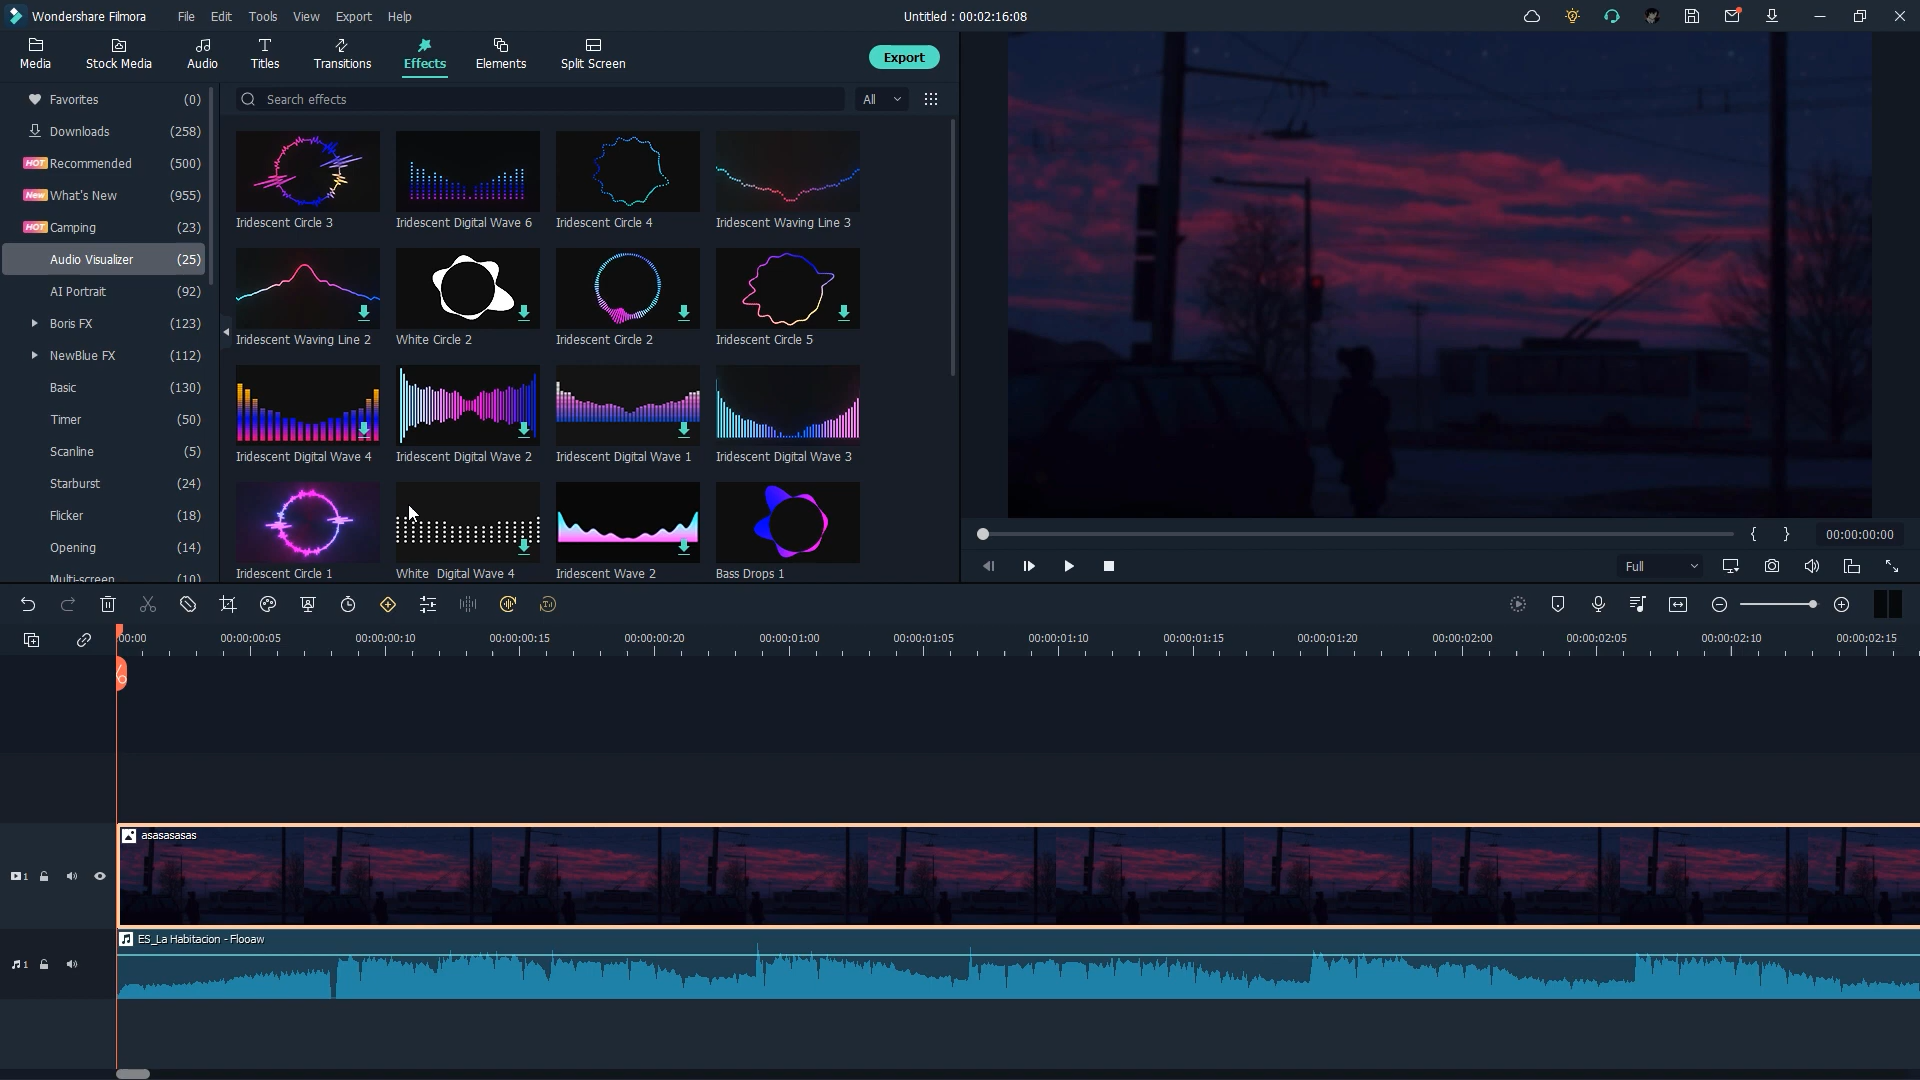 Wondershare Filmora
File Edit Tools View Export Help
Untitled : 00:02:16:08
Media
Stock Media
Audio
Titles
Transitions
Effects
Elements
Split Screen
Export
Favorites (0)
Downloads (258)
HOT Recommended (500)
New What's New (955)
HOT Camping (23)
Audio Visualizer (25)
AI Portrait (92)
Boris FX (123)
NewBlue FX (112)
Basic (130)
Timer (50)
Scanline (5)
Starburst (24)
Flicker (18)
Opening (14)
Multi-screen (10)
Search effects
All
Iridescent Circle 3
Iridescent Digital Wave 6
Iridescent Circle 4
Iridescent Waving Line 3
Iridescent Waving Line 2
White Circle 2
Iridescent Circle 2
Iridescent Circle 5
Iridescent Digital Wave 4
Iridescent Digital Wave 2
Iridescent Digital Wave 1
Iridescent Digital Wave 3
Iridescent Circle 1
White Digital Wave 4
Iridescent Wave 2
Bass Drops 1
{ } 00:00:00:00
Full
00:00 00:00:00:05 00:00:00:10 00:00:00:15 00:00:00:20 00:00:01:00 00:00:01:05 00:00:01:10 00:00:01:15 00:00:01:20 00:00:02:00 00:00:02:05 00:00:02:10 00:00:02:15
asasasasas
1
ES_La Habitacion - Flooaw
1